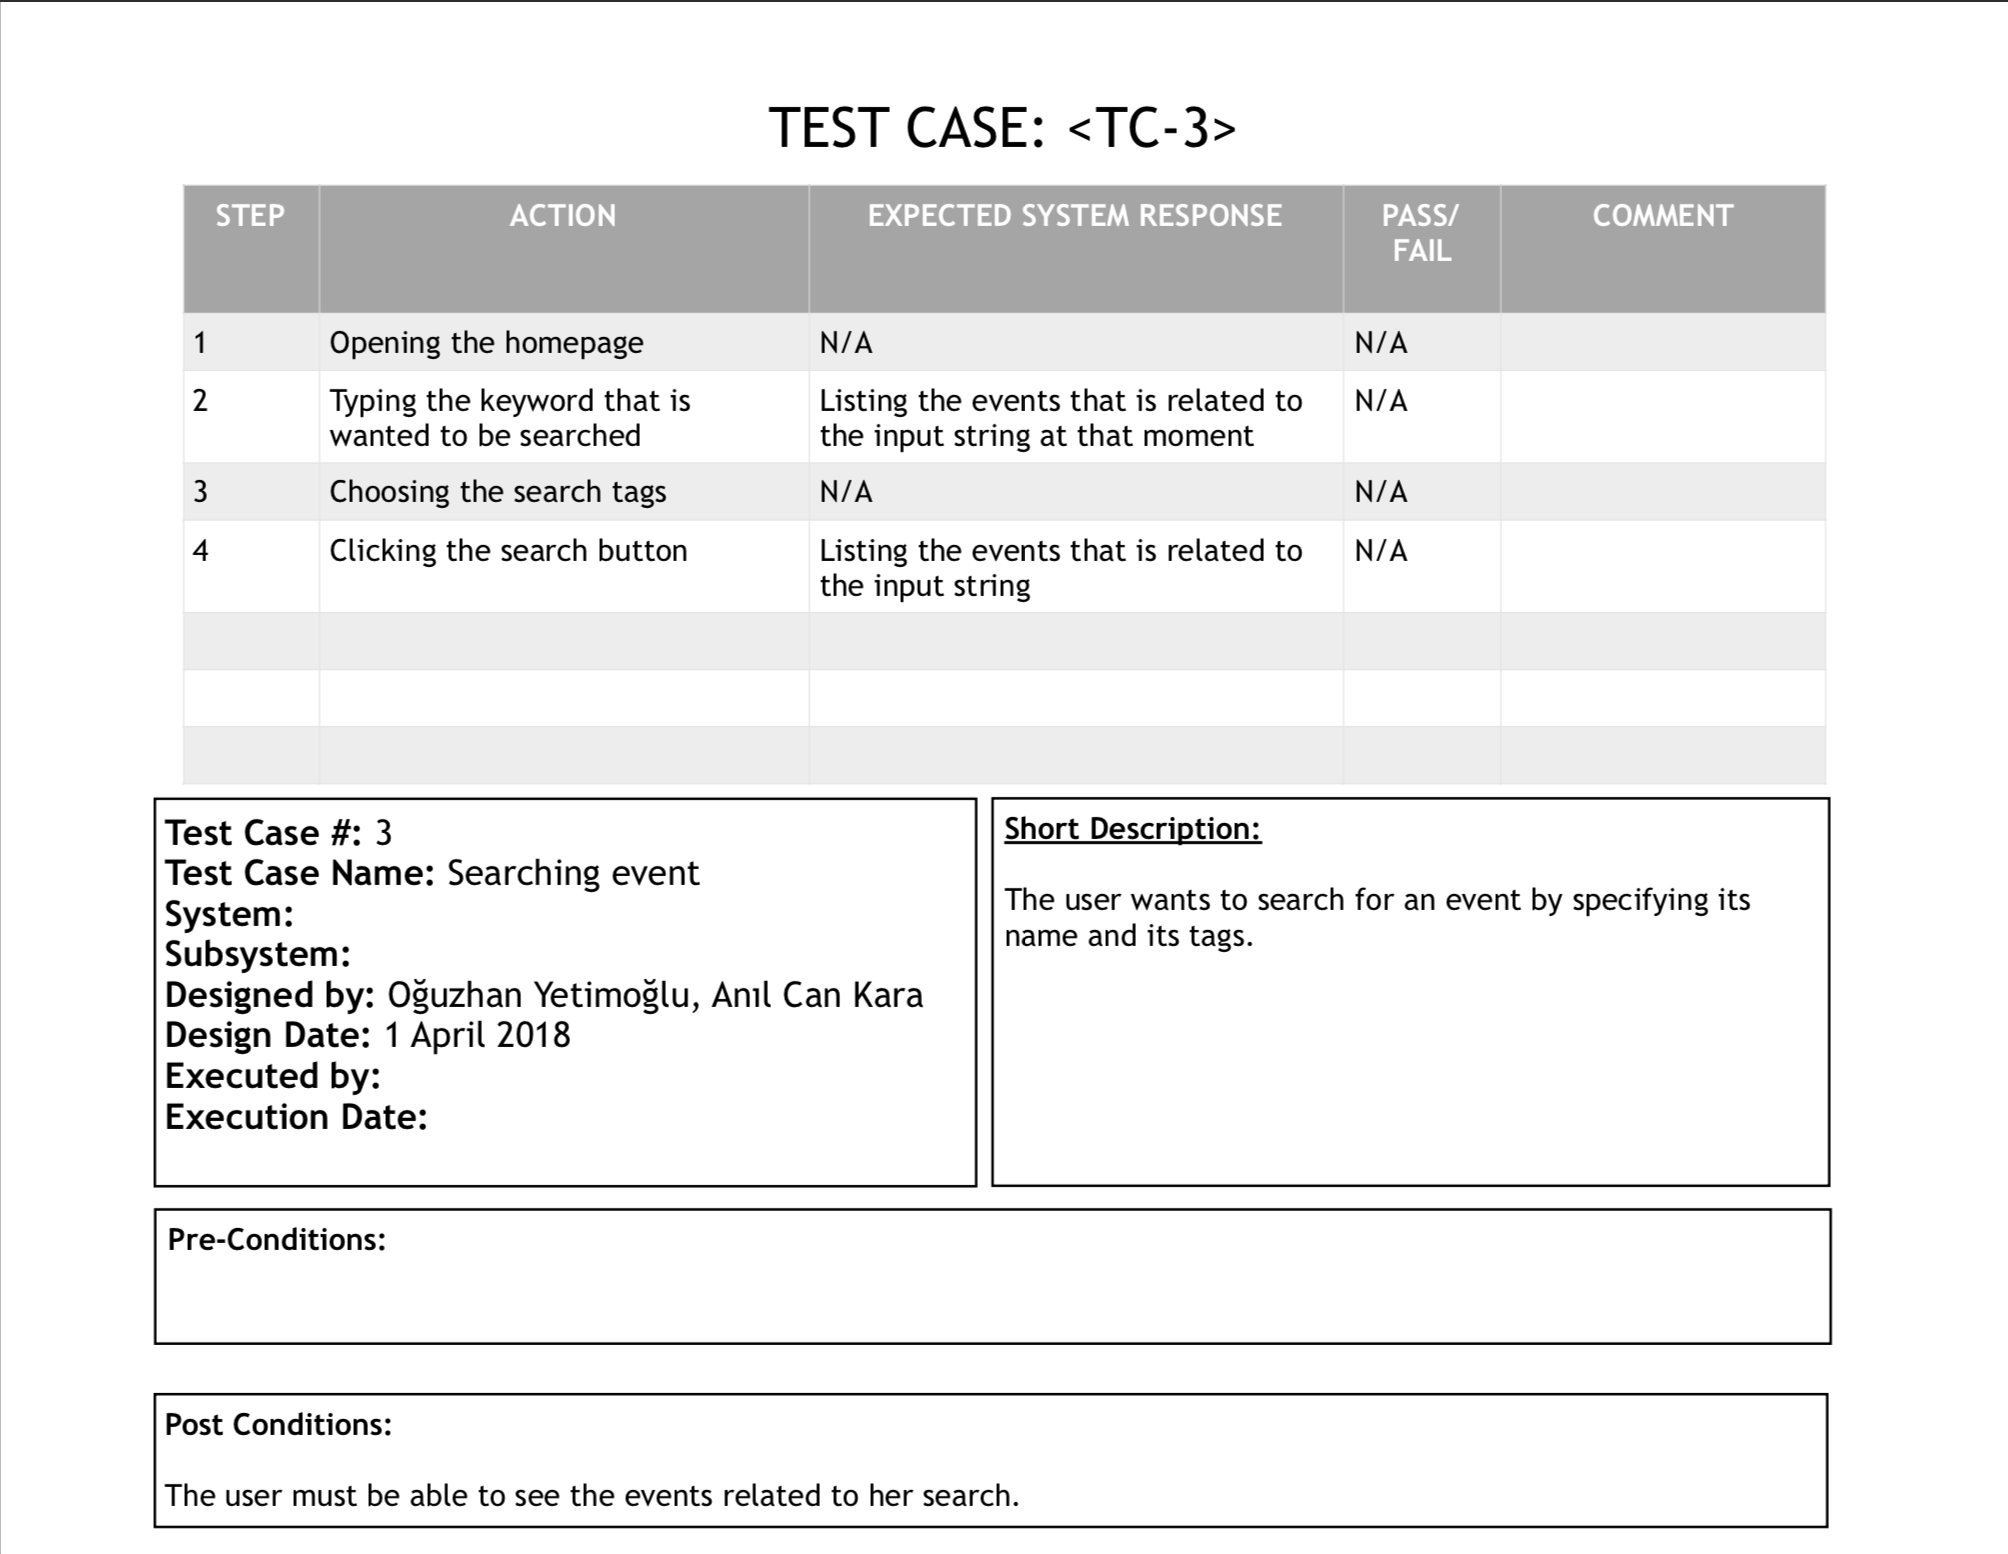 TEST CASE: <TC-3>
STEP ACTION EXPECTED SYSTEM RESPONSE PASS/ COMMENT
FAIL
1 Opening the homepage N/A N/A
2 Typing the keyword that is Listing the events that is related to N/A
wanted to be searched the input string at that moment
3 Choosing the search tags N/A N/A
4 Clicking the search button Listing the events that is related to N/A
the input string
Test Case #: 3
Test Case Name: Searching event
System:
Subsystem:
Designed by: Oğuzhan Yetimoğlu, Anıl Can Kara
Design Date: 1 April 2018
Executed by:
Execution Date:
Short Description:
The user wants to search for an event by specifying its
name and its tags.
Pre-Conditions:
Post Conditions:
The user must be able to see the events related to her search.